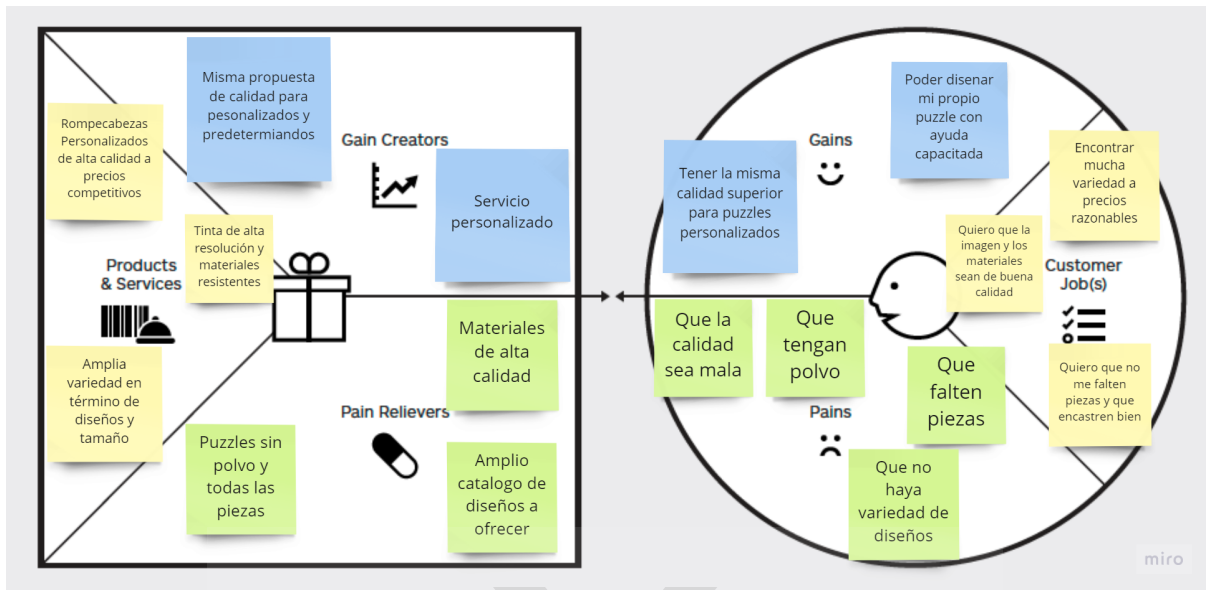 Misma propuesta
de calidad para
pesonalizados y
predetermiandos
Rompecabezas
Personalizados
de alta calidad a
precios
competitivos
Gain Creators
Servicio
personalizado
Tinta de alta
resolución y
materiales
resistentes
Products
& Services
Amplia
variedad en
término de
diseños y
tamaño
Materiales
de alta
calidad
Pain Relievers
Puzzles sin
polvo y
todas las
piezas
Amplio
catalogo de
diseños a
ofrecer
Poder disenar
mi propio
puzzle con
ayuda
capacitada
Gains
Tener la misma
calidad superior
para puzzles
personalizados
Encontrar
mucha
variedad a
precios
razonables
Quiero que la
imagen y los
materiales
sean de buena
calidad
Customer
Job(s)
Que la
calidad
sea mala
Que
tengan
polvo
Que
falten
piezas
Quiero que no
me falten
piezas y que
encastren bien
Pains
Que no
haya
variedad de
diseños
miro